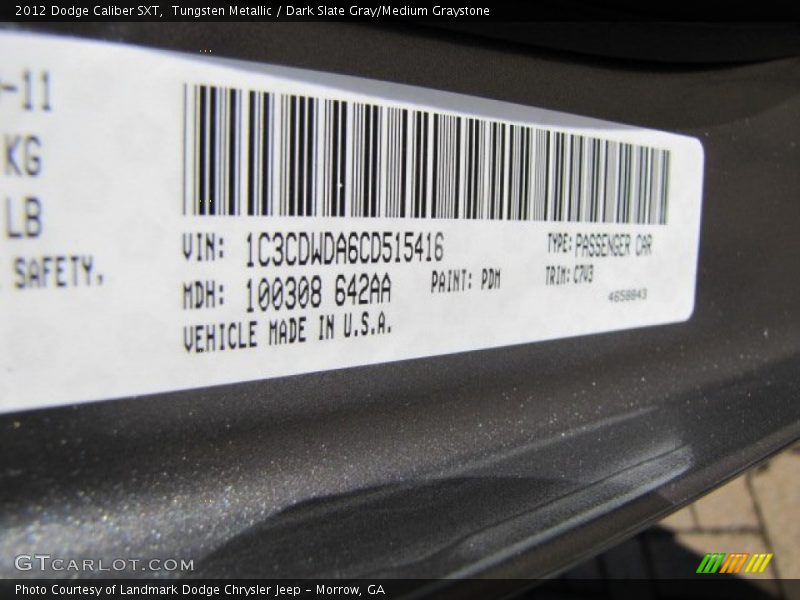 2012 Dodge Caliber SXT,  Tungsten Metallic / Dark Slate Gray/Medium Graystone
-11
KG
LB
SAFETY,
VIN: 1C3CDWDA6CD515416
TYPE: PASSENGER CAR
MDH: 100308 642AA
PAINT: PDM
TRIM: C7V3
VEHICLE MADE IN U.S.A.
4658843
GTCARLOT.COM
Photo Courtesy of Landmark Dodge Chrysler Jeep - Morrow, GA